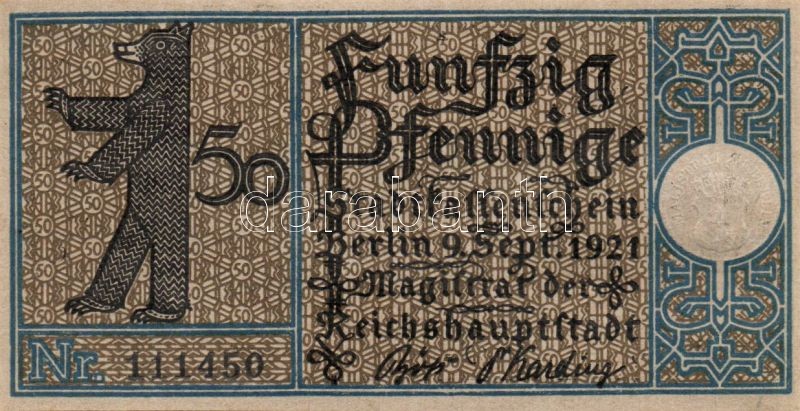 50
Funfzig
Pfennige
Berlin 9. Sept. 1921
Magistrat der
Reichshauptstadt
Nr. 111450
darabanth